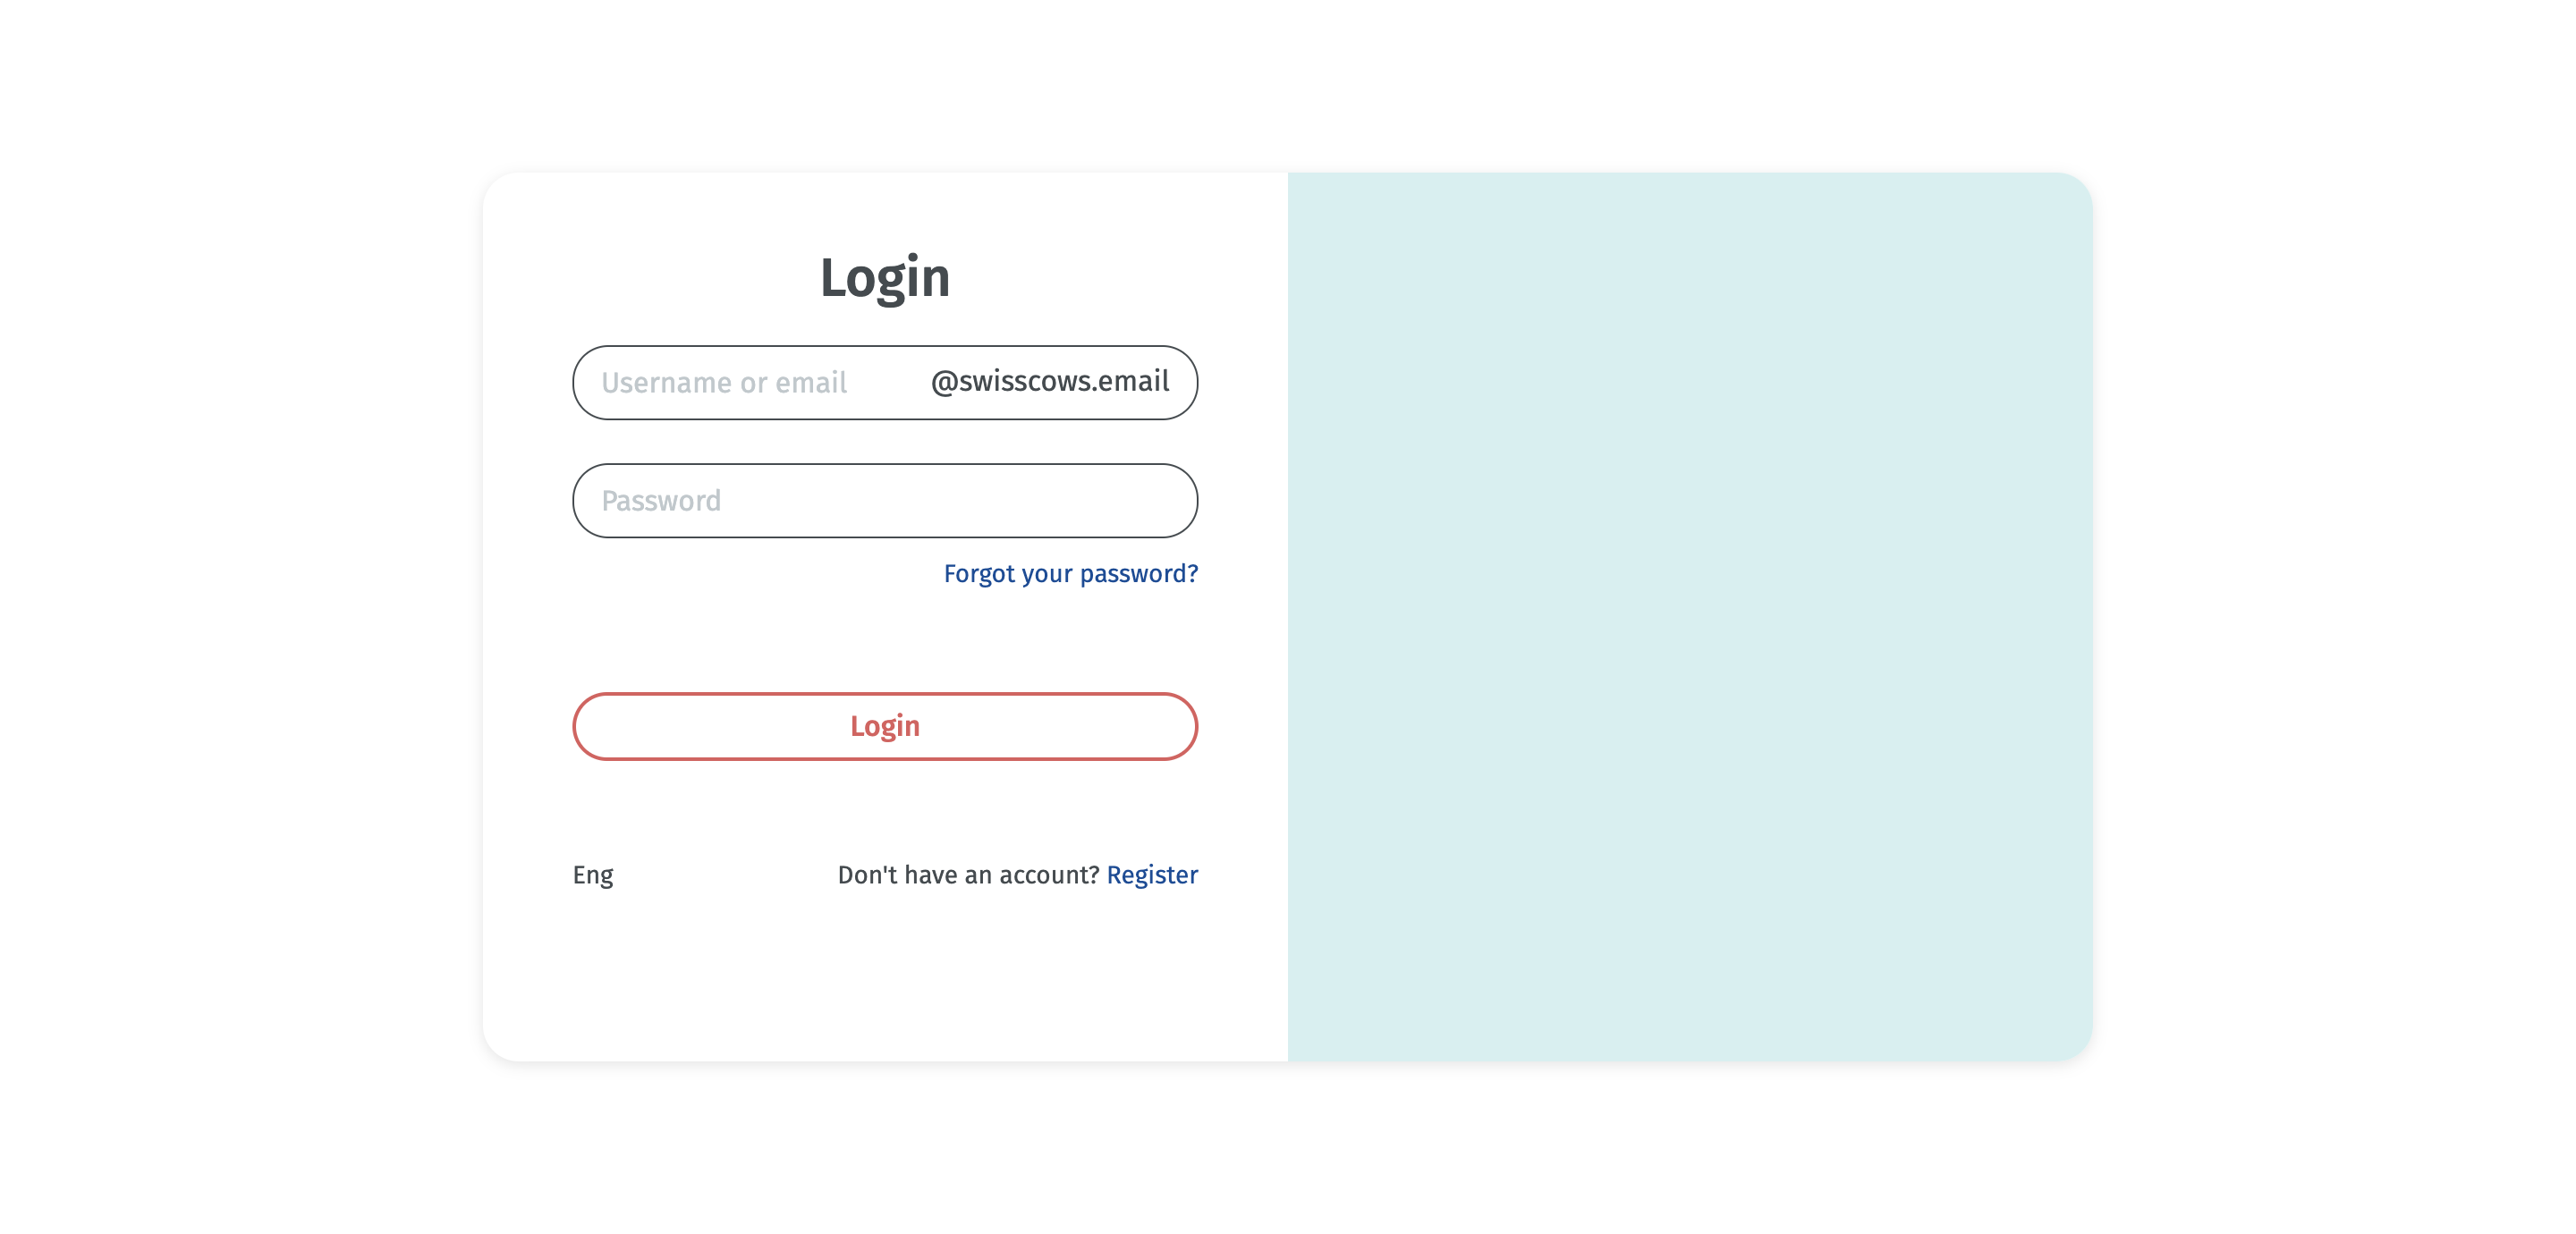 Login
Username or email @swisscows.email
Password
Forgot your password?
Login
Eng Don't have an account? Register